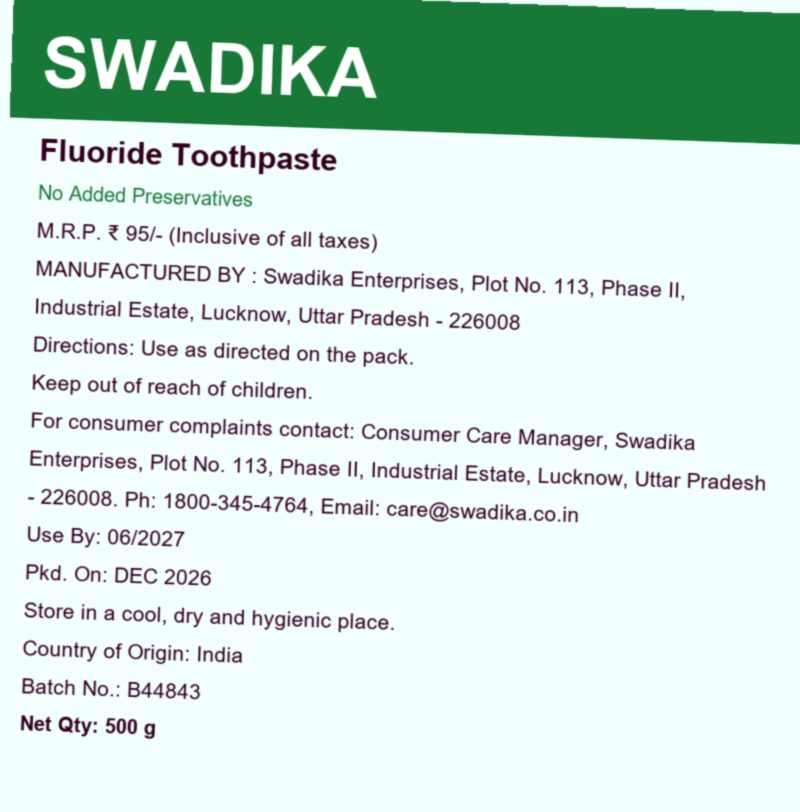 SWADIKA
Fluoride Toothpaste
No Added Preservatives
M.R.P. ₹ 95/- (Inclusive of all taxes)
MANUFACTURED BY : Swadika Enterprises, Plot No. 113, Phase II,
Industrial Estate, Lucknow, Uttar Pradesh - 226008
Directions: Use as directed on the pack.
Keep out of reach of children.
For consumer complaints contact: Consumer Care Manager, Swadika
Enterprises, Plot No. 113, Phase II, Industrial Estate, Lucknow, Uttar Pradesh
- 226008. Ph: 1800-345-4764, Email: care@swadika.co.in
Use By: 06/2027
Pkd. On: DEC 2026
Store in a cool, dry and hygienic place.
Country of Origin: India
Batch No.: B44843
Net Qty: 500 g